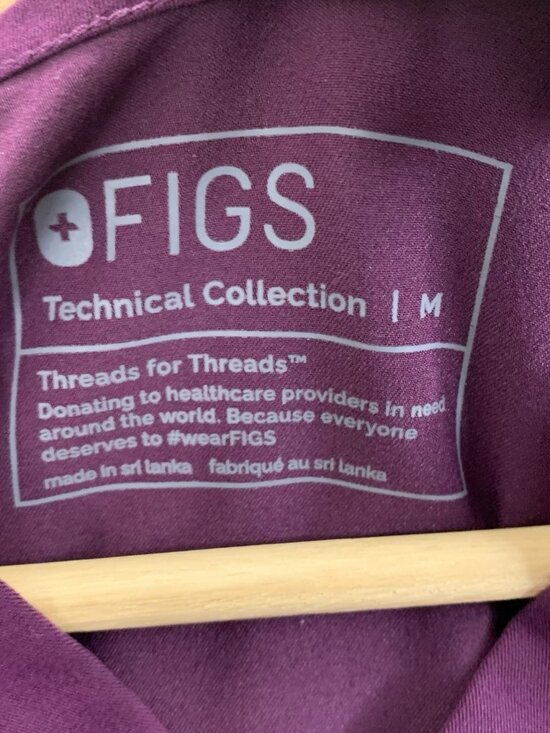 FIGS
Technical Collection | M
Threads for Threads™
Donating to healthcare providers in need
around the world. Because everyone
deserves to #wearFIGS
made in sri lanka fabriqué au sri lanka